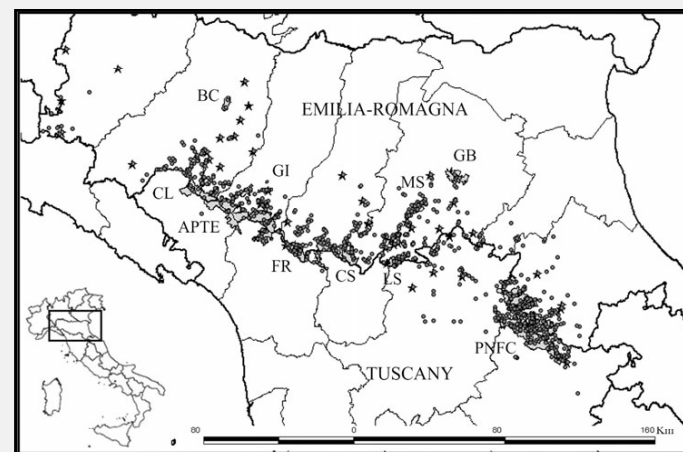 BC
EMILIA-ROMAGNA
GI
GB
MS
CL
APTE
FR
CS
LS
PNFC
TUSCANY
80 0 80 160 Km